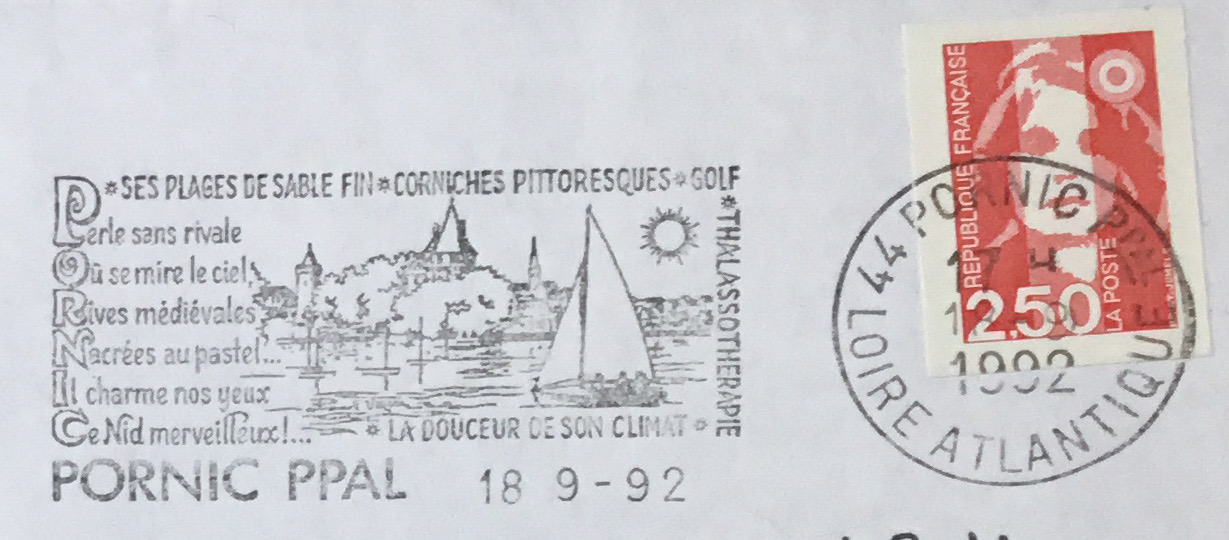 *SES PLAGES DE SABLE FIN*CORNICHES PITTORESQUES*GOLF
*THALASSOTHERAPIE
Perle sans rivale
Où se mire le ciel,
Rives médiévales
Nacrées au pastel...
Il charme nos yeux
Ce Nid merveilleux!...
* LA DOUCEUR DE SON CLIMAT *
PORNIC PPAL 18 9-92
44 PORNIC PPAL
LOIRE ATLANTIQUE
17 H
1992
REPUBLIQUE FRANÇAISE
2,50
LA POSTE